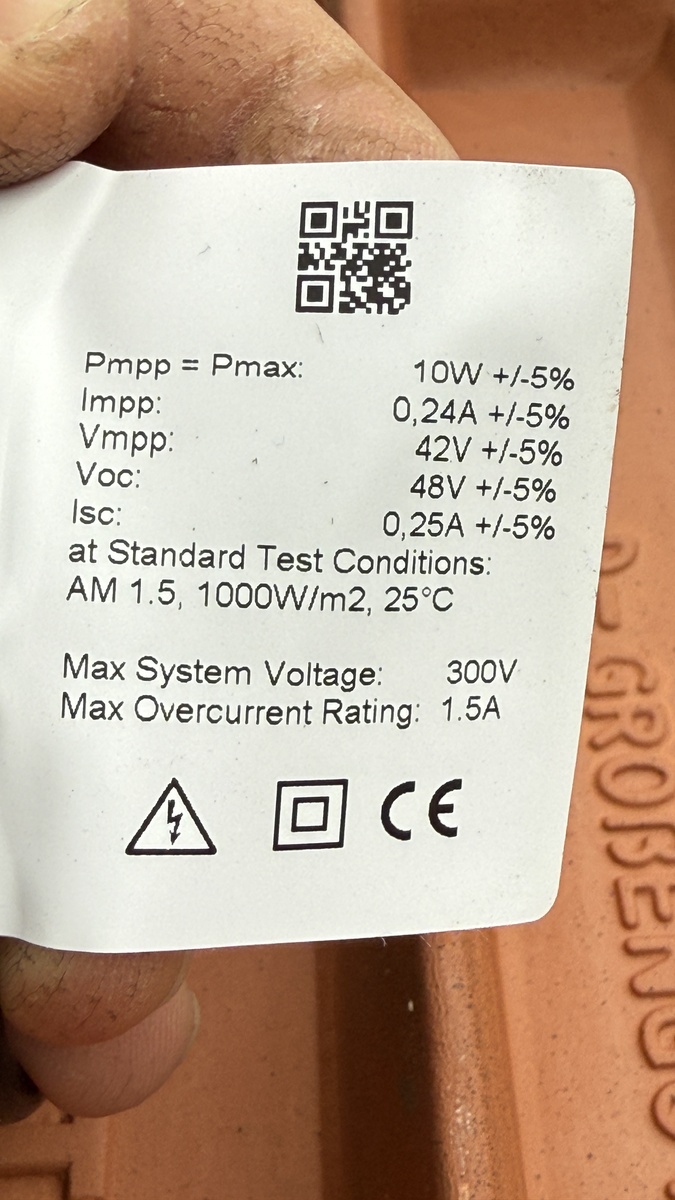 Pmpp = Pmax: 10W +/-5%
Impp: 0,24A +/-5%
Vmpp: 42V +/-5%
Voc: 48V +/-5%
Isc: 0,25A +/-5%
at Standard Test Conditions:
AM 1.5, 1000W/m2, 25°C
Max System Voltage: 300V
Max Overcurrent Rating: 1.5A
CE